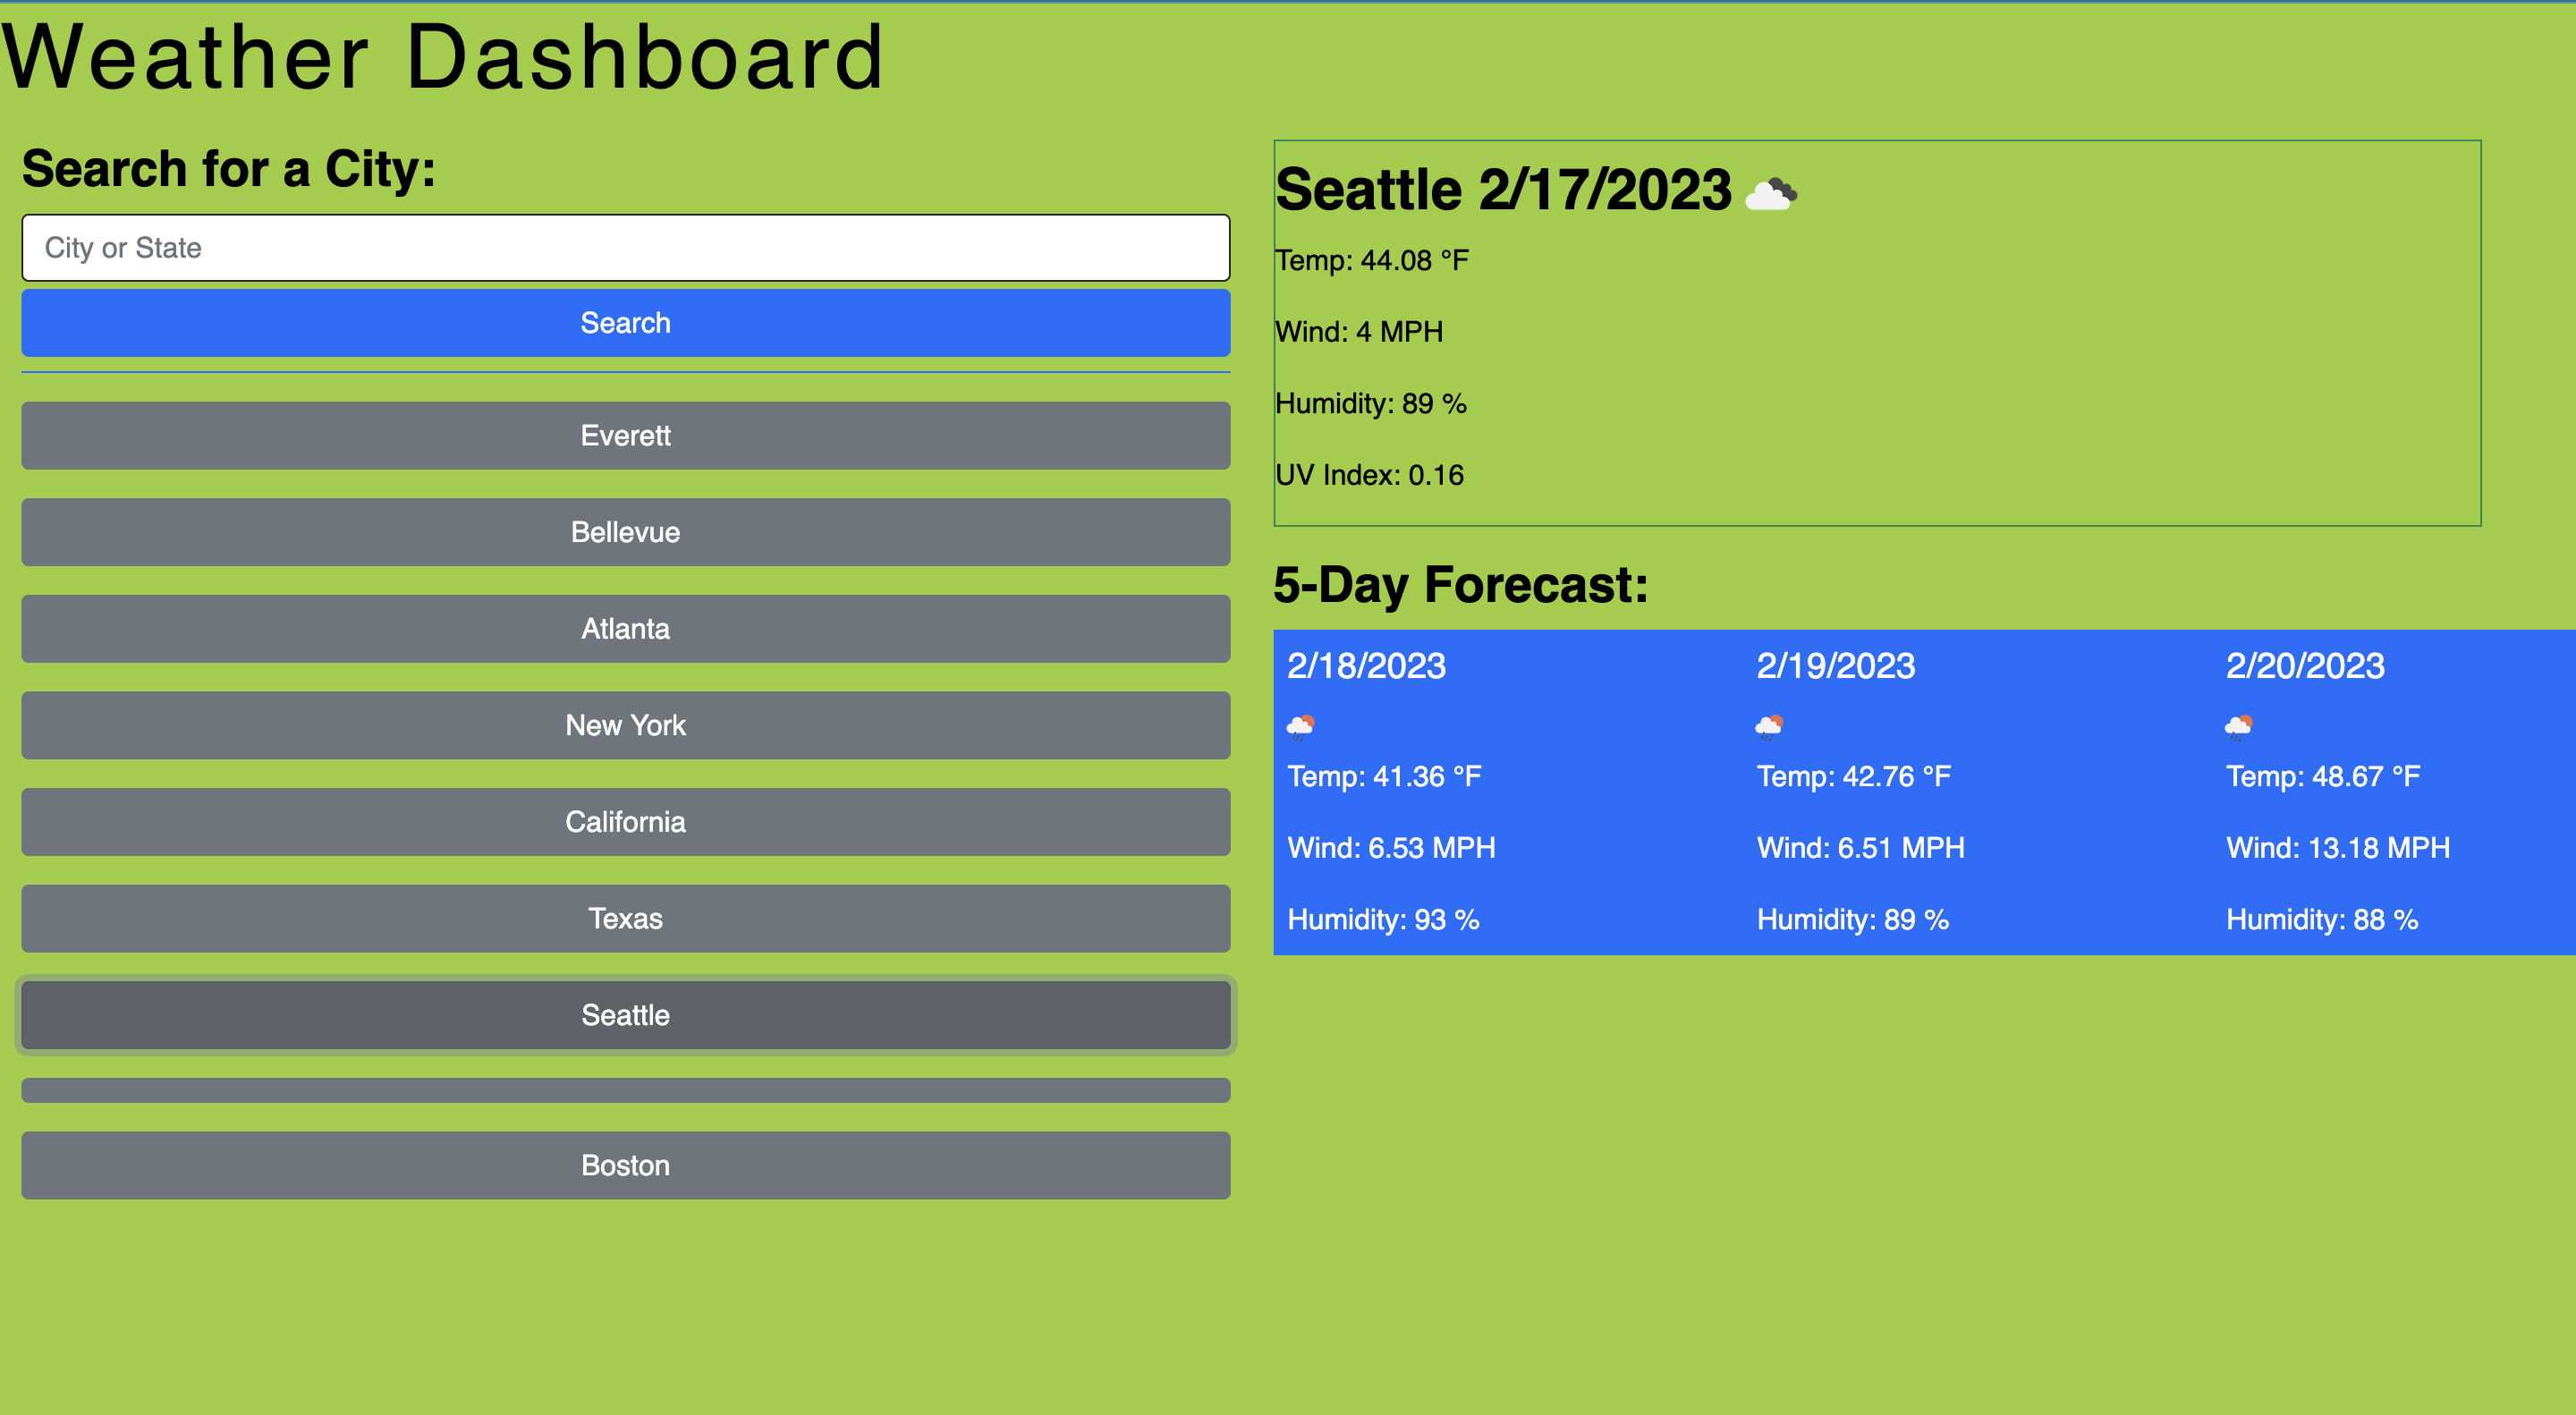 Weather Dashboard
Search for a City:
City or State
Search
Everett
Bellevue
Atlanta
New York
California
Texas
Seattle
Boston
Seattle 2/17/2023
Temp: 44.08 °F
Wind: 4 MPH
Humidity: 89 %
UV Index: 0.16
5-Day Forecast:
2/18/2023
Temp: 41.36 °F
Wind: 6.53 MPH
Humidity: 93 %
2/19/2023
Temp: 42.76 °F
Wind: 6.51 MPH
Humidity: 89 %
2/20/2023
Temp: 48.67 °F
Wind: 13.18 MPH
Humidity: 88 %